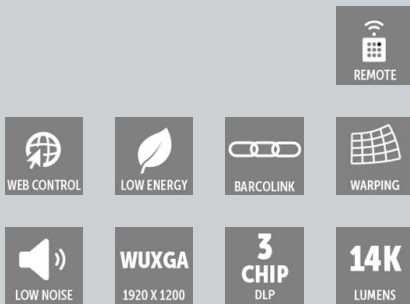 REMOTE
WEB CONTROL
LOW ENERGY
BARCOLINK
WARPING
LOW NOISE
WUXGA
1920 X 1200
3
CHIP
DLP
14K
LUMENS